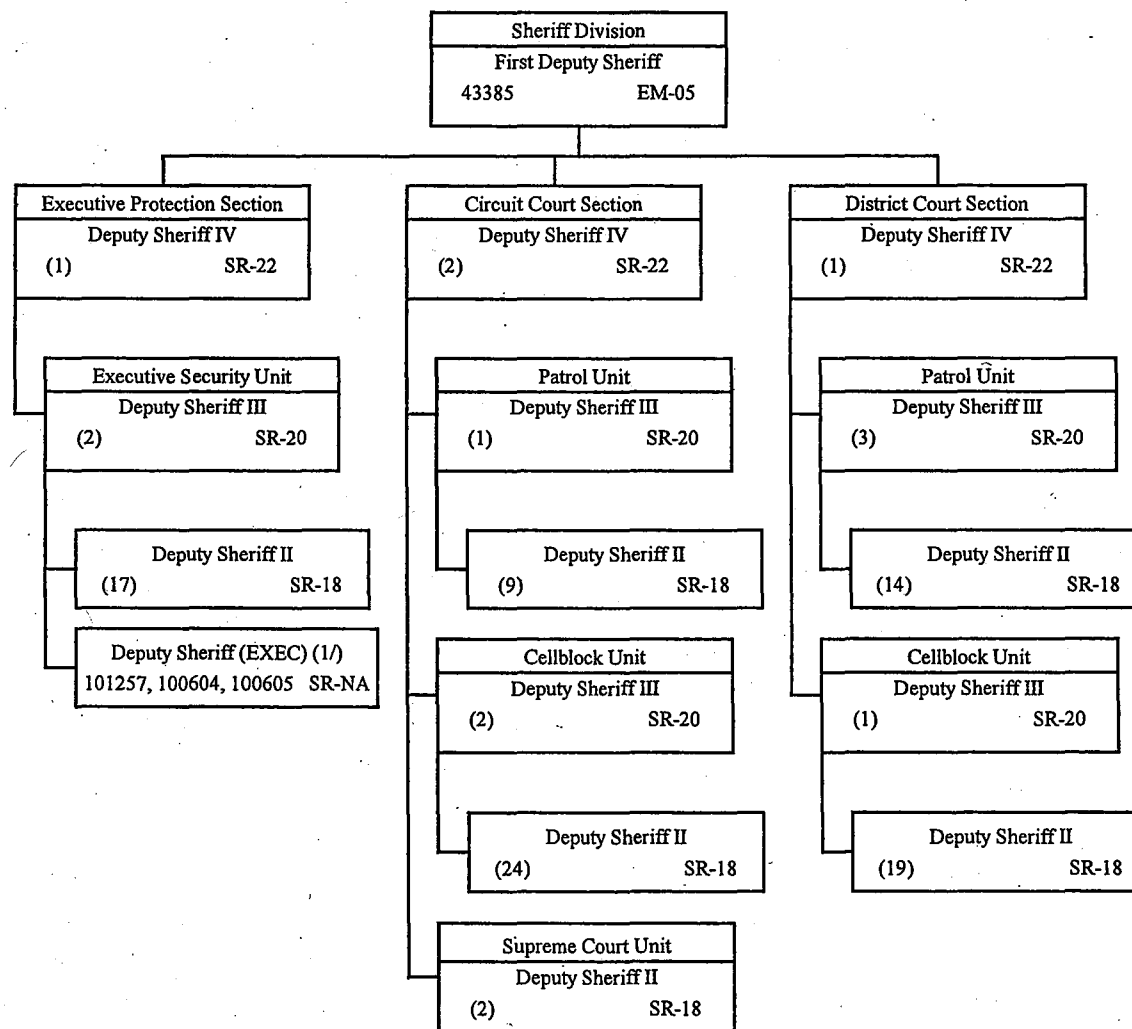 Sheriff Division
First Deputy Sheriff
43385 EM-05
Executive Protection Section
Deputy Sheriff IV
(1) SR-22
Circuit Court Section
Deputy Sheriff IV
(2) SR-22
District Court Section
Deputy Sheriff IV
(1) SR-22
Executive Security Unit
Deputy Sheriff III
(2) SR-20
Patrol Unit
Deputy Sheriff III
(1) SR-20
Patrol Unit
Deputy Sheriff III
(3) SR-20
Deputy Sheriff II
(17) SR-18
Deputy Sheriff II
(9) SR-18
Deputy Sheriff II
(14) SR-18
Deputy Sheriff (EXEC) (1/)
101257, 100604, 100605 SR-NA
Cellblock Unit
Deputy Sheriff III
(2) SR-20
Cellblock Unit
Deputy Sheriff III
(1) SR-20
Deputy Sheriff II
(24) SR-18
Deputy Sheriff II
(19) SR-18
Supreme Court Unit
Deputy Sheriff II
(2) SR-18